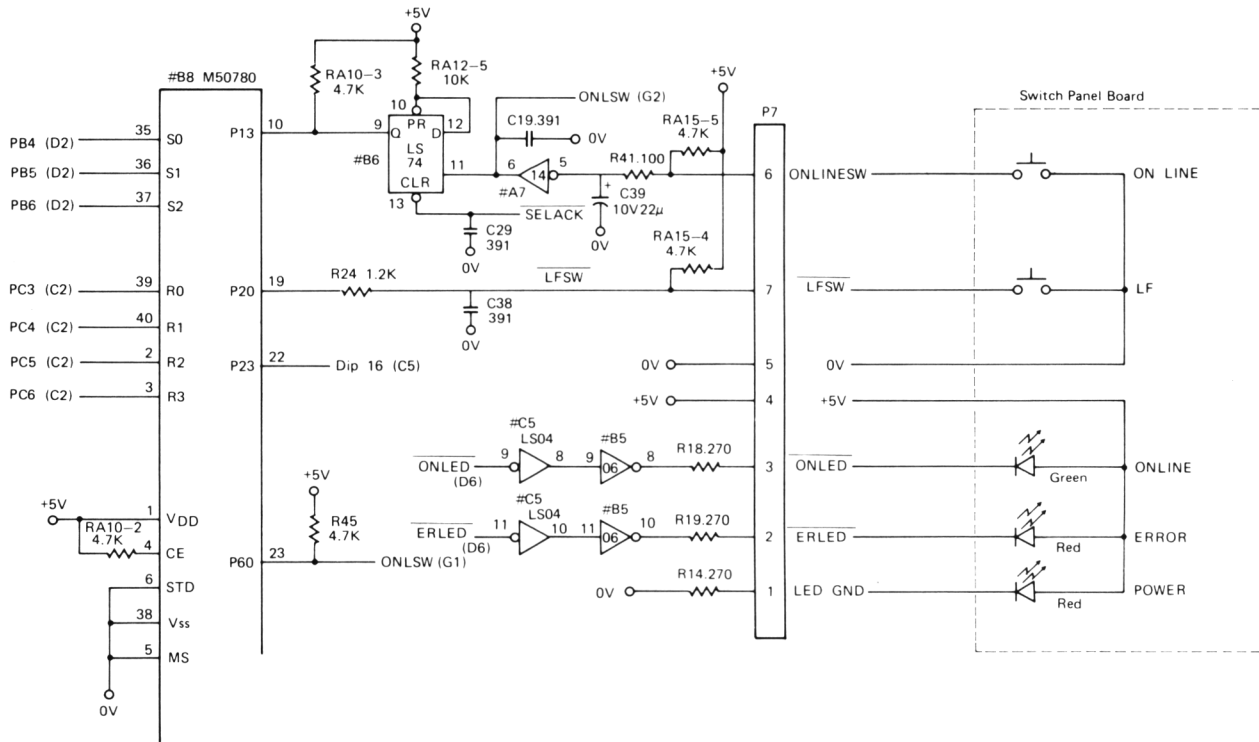 +5V
#B8 M50780
RA10-3
4.7K
RA12-5
10K
+5V
Switch Panel Board
10
PR
ONLSW (G2)
P7
P13
10
9
Q
D
12
C19.391
0V
RA15-5
4.7K
PB4 (D2)
35
S0
#B6
LS
74
11
6
14
5
R41.100
6
ONLINESW
ON LINE
PB5 (D2)
36
S1
CLR
#A7
+
C39
10V22μ
PB6 (D2)
37
S2
13
SELACK
C29
391
0V
0V
RA15-4
4.7K
PC3 (C2)
39
R0
P20
19
R24 1.2K
LFSW
7
LFSW
LF
C38
391
0V
PC4 (C2)
40
R1
PC5 (C2)
2
R2
P23
22
Dip 16 (C5)
0V
5
0V
PC6 (C2)
3
R3
+5V
4
+5V
#C5
LS04
#B5
ONLED
(D6)
9
8
9
06
8
R18.270
3
ONLED
Green
ONLINE
+5V
#C5
LS04
#B5
+5V
1
VDD
R45
4.7K
ERLED
(D6)
11
10
11
06
10
R19.270
2
ERLED
Red
ERROR
RA10-2
4.7K
4
CE
P60
23
ONLSW (G1)
6
STD
0V
R14.270
1
LED GND
Red
POWER
38
Vss
5
MS
0V